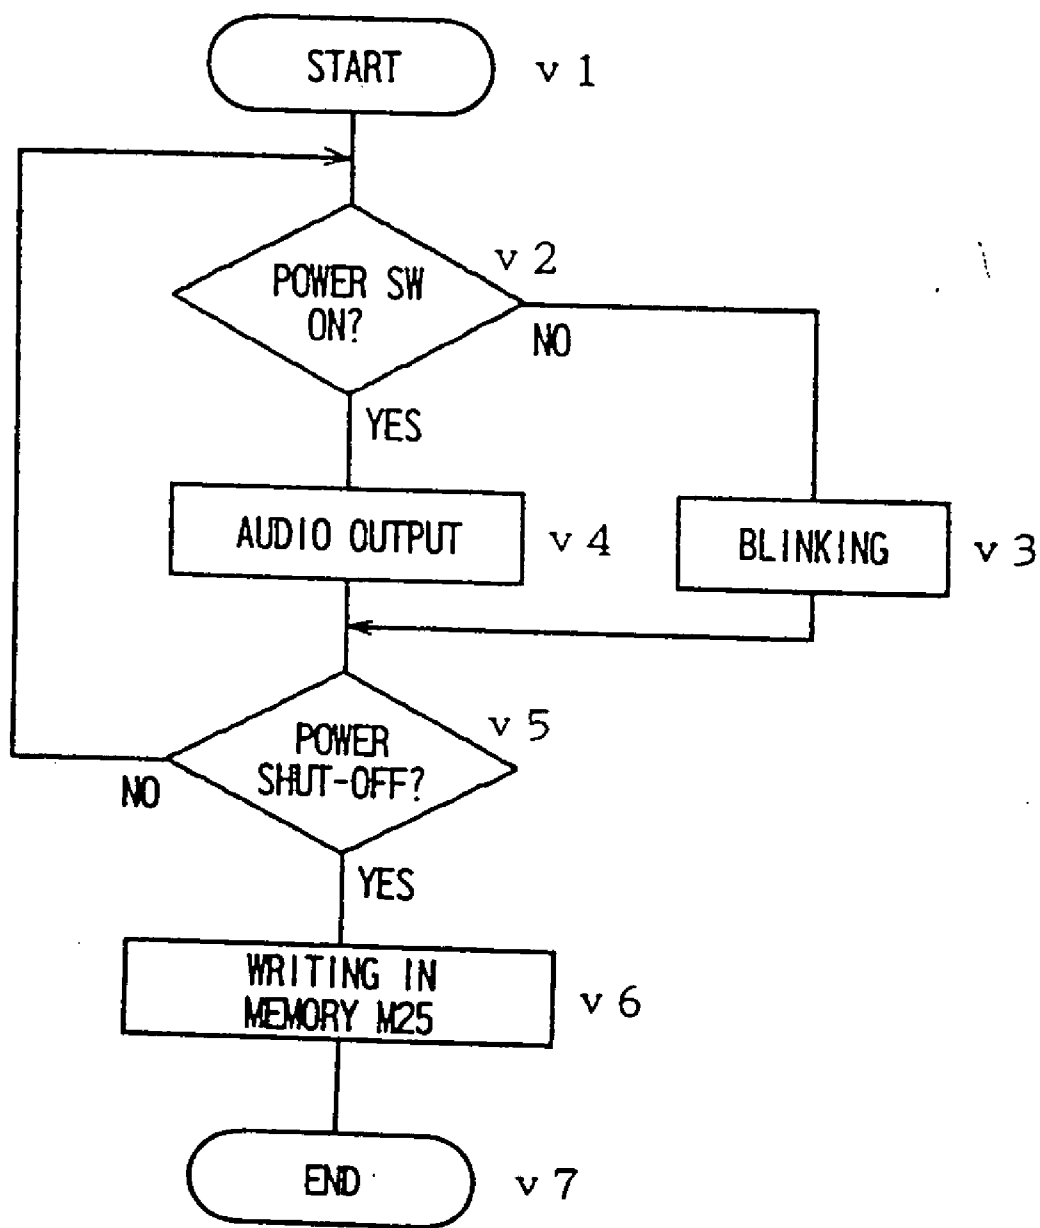 START
v 1
v 2
POWER SW
ON?
NO
YES
AUDIO OUTPUT
v 4
BLINKING
v 3
v 5
POWER
SHUT-OFF?
NO
YES
WRITING IN
MEMORY M25
v 6
END
v 7